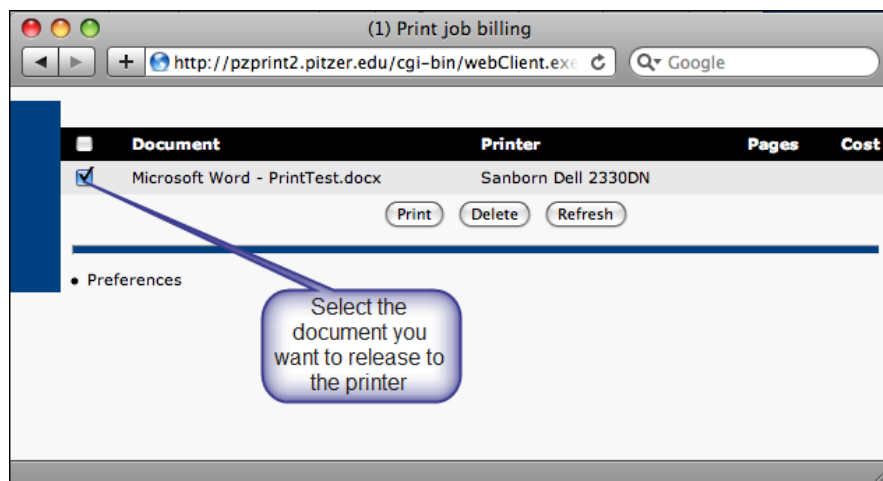 (1) Print job billing
http://pzprint2.pitzer.edu/cgi-bin/webClient.exe
Google
Document Printer Pages Cost
Microsoft Word - PrintTest.docx Sanborn Dell 2330DN
Print Delete Refresh
• Preferences
Select the
document you
want to release to
the printer